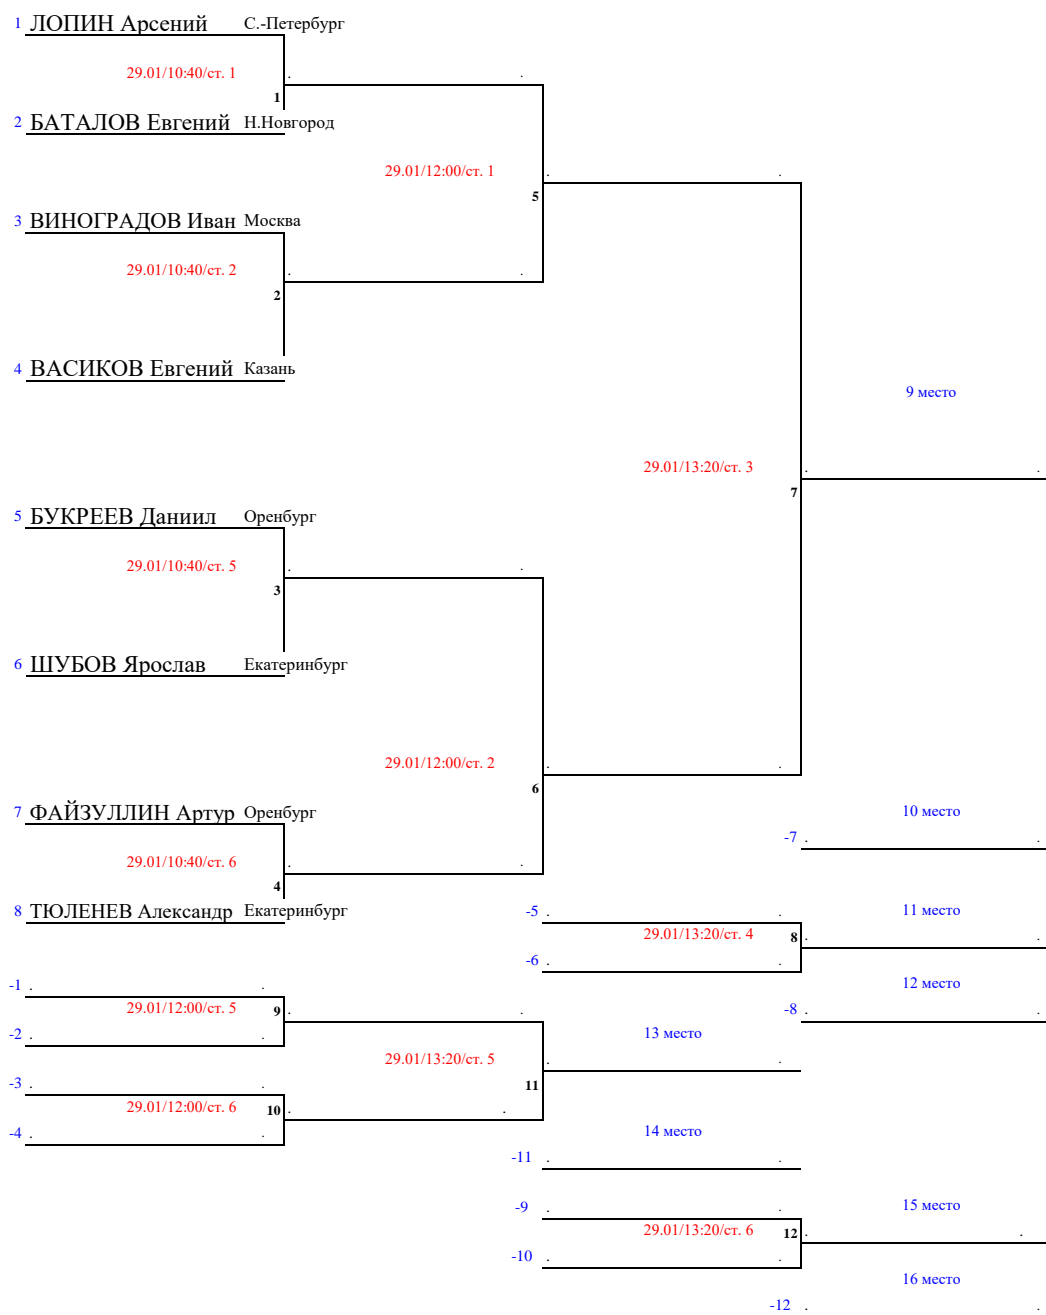 1 ЛОПИН Арсений С.-Петербург
29.01/10:40/ст. 1 . .
1
2 БАТАЛОВ Евгений Н.Новгород
29.01/12:00/ст. 1 . .
5
3 ВИНОГРАДОВ Иван Москва
29.01/10:40/ст. 2 . .
2
4 ВАСИКОВ Евгений Казань
9 место
29.01/13:20/ст. 3 . .
7
5 БУКРЕЕВ Даниил Оренбург
29.01/10:40/ст. 5 . .
3
6 ШУБОВ Ярослав Екатеринбург
29.01/12:00/ст. 2 . .
6
7 ФАЙЗУЛЛИН Артур Оренбург
10 место
-7 . .
29.01/10:40/ст. 6 . .
4
8 ТЮЛЕНЕВ Александр Екатеринбург -5 . . 11 место
29.01/13:20/ст. 4 8 . .
-6 . .
-1 . . 12 место
29.01/12:00/ст. 5 9 . . -8 . .
-2 . . 13 место
29.01/13:20/ст. 5 . .
11
-3 . .
29.01/12:00/ст. 6 10 . .
-4 . . 14 место
-11 . .
-9 . . 15 место
29.01/13:20/ст. 6 12 . .
-10 . .
16 место
-12 . .